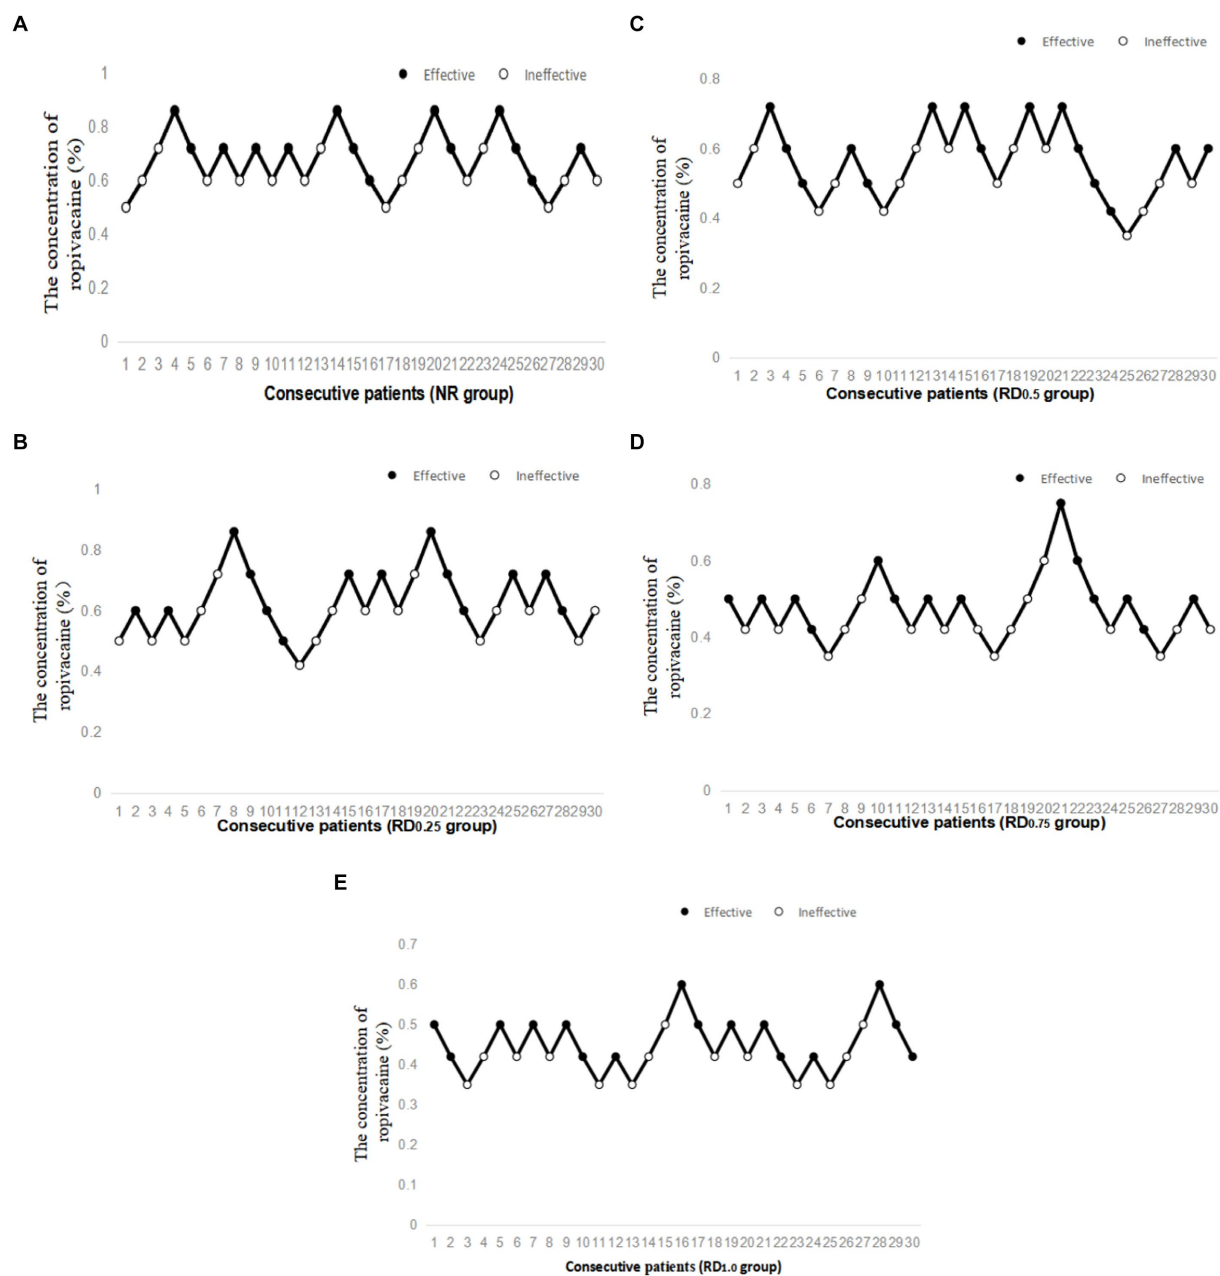 A
Effective Ineffective
The concentration of
ropivacaine (%)
1
0.8
0.6
0.4
0.2
0
1 2 3 4 5 6 7 8 9 10 11 12 13 14 15 16 17 18 19 20 21 22 23 24 25 26 27 28 29 30
Consecutive patients (NR group)
C
Effective Ineffective
The concentration of
ropivacaine (%)
0.8
0.6
0.4
0.2
0
1 2 3 4 5 6 7 8 9 10 11 12 13 14 15 16 17 18 19 20 21 22 23 24 25 26 27 28 29 30
Consecutive patients (RD0.5 group)
B
Effective Ineffective
The concentration of
ropivacaine (%)
1
0.8
0.6
0.4
0.2
0
1 2 3 4 5 6 7 8 9 10 11 12 13 14 15 16 17 18 19 20 21 22 23 24 25 26 27 28 29 30
Consecutive patients (RD0.25 group)
D
Effective Ineffective
The concentration of
ropivacaine (%)
0.8
0.6
0.4
0.2
0
1 2 3 4 5 6 7 8 9 10 11 12 13 14 15 16 17 18 19 20 21 22 23 24 25 26 27 28 29 30
Consecutive patients (RD0.75 group)
E
Effective Ineffective
The concentration of
ropivacaine (%)
0.7
0.6
0.5
0.4
0.3
0.2
0.1
0
1 2 3 4 5 6 7 8 9 10 11 12 13 14 15 16 17 18 19 20 21 22 23 24 25 26 27 28 29 30
Consecutive patients (RD1.0 group)